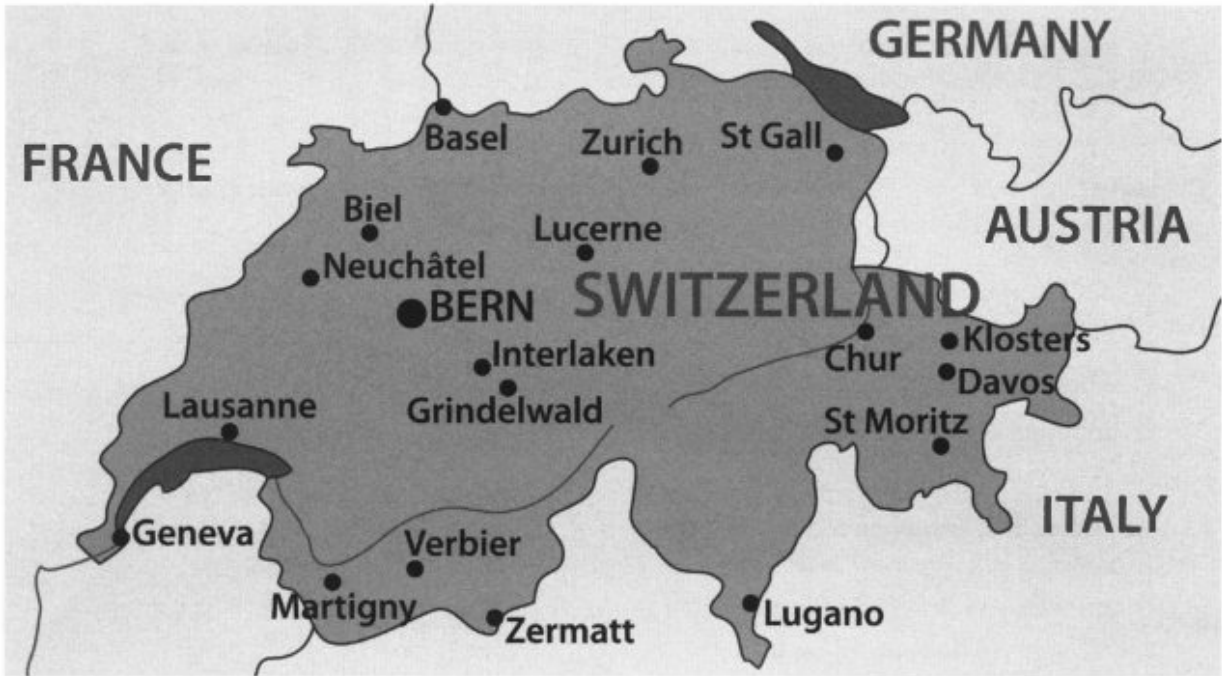 GERMANY
FRANCE
Basel
Zurich
St Gall
Biel
Lucerne
AUSTRIA
Neuchâtel
SWITZERLAND
BERN
Interlaken
Chur
Klosters
Davos
Lausanne
Grindelwald
St Moritz
ITALY
Geneva
Verbier
Martigny
Zermatt
Lugano